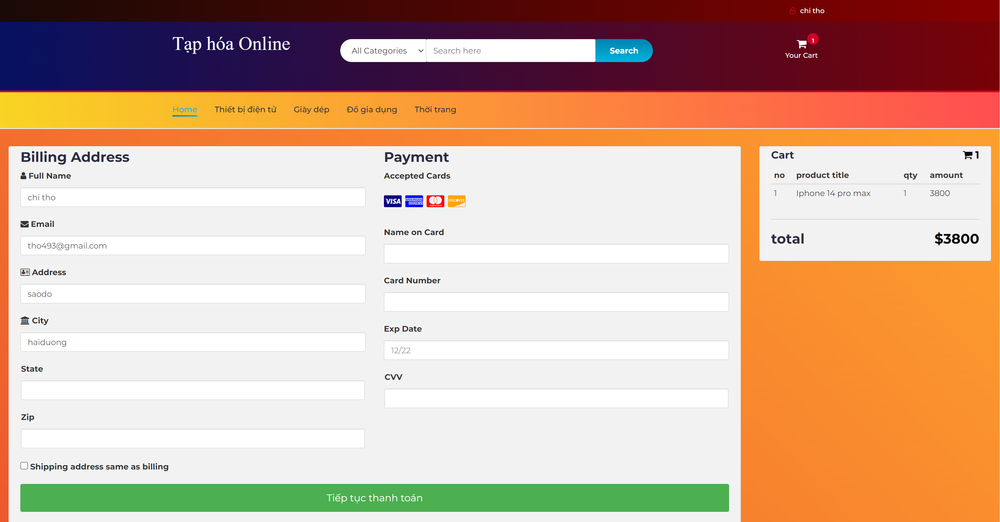 chi tho
Tạp hóa Online
All Categories
Search here
Search
1
Your Cart
Home Thiết bị điện tử Giày dép Đồ gia dụng Thời trang
Billing Address
Full Name
chi tho
Email
tho493@gmail.com
Address
saodo
City
haiduong
State
Zip
Shipping address same as billing
Payment
Accepted Cards
VISA AMERICAN EXPRESS mastercard DISCOVER
Name on Card
Card Number
Exp Date
12/22
CVV
Tiếp tục thanh toán
Cart 1
no product title qty amount
1 Iphone 14 pro max 1 3800
total $3800